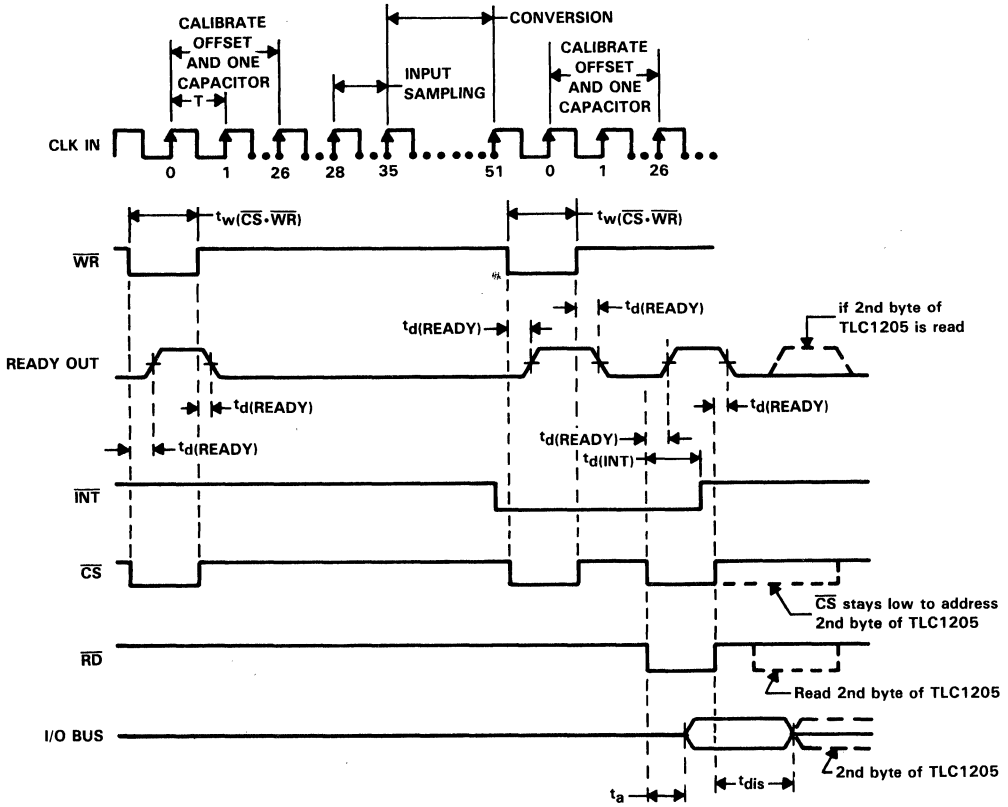 CALIBRATE
OFFSET
AND ONE
CAPACITOR
T
CONVERSION
INPUT
SAMPLING
CALIBRATE
OFFSET
AND ONE
CAPACITOR
CLK IN
0 1 26 28 35 51 0 1 26
tw(CS•WR)
tw(CS•WR)
WR
td(READY)
td(READY)
if 2nd byte of
TLC1205 is read
READY OUT
td(READY)
td(READY)
td(READY)
td(READY)
td(INT)
INT
CS
CS stays low to address
2nd byte of TLC1205
RD
Read 2nd byte of TLC1205
I/O BUS
2nd byte of TLC1205
ta
tdis